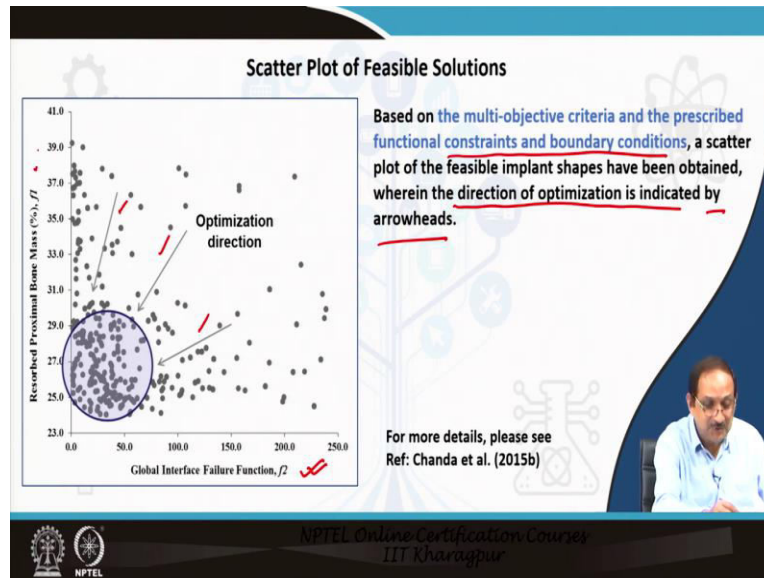 Scatter Plot of Feasible Solutions
41.0
39.0
37.0
35.0
33.0
31.0
29.0
27.0
25.0
23.0
Resorbed Proximal Bone Mass (%), f1
Optimization
direction
0.0 50.0 100.0 150.0 200.0 250.0
Global Interface Failure Function, f2
Based on the multi-objective criteria and the prescribed
functional constraints and boundary conditions, a scatter
plot of the feasible implant shapes have been obtained,
wherein the direction of optimization is indicated by
arrowheads.
For more details, please see
Ref: Chanda et al. (2015b)
NPTEL
NPTEL Online Certification Courses
IIT Kharagpur